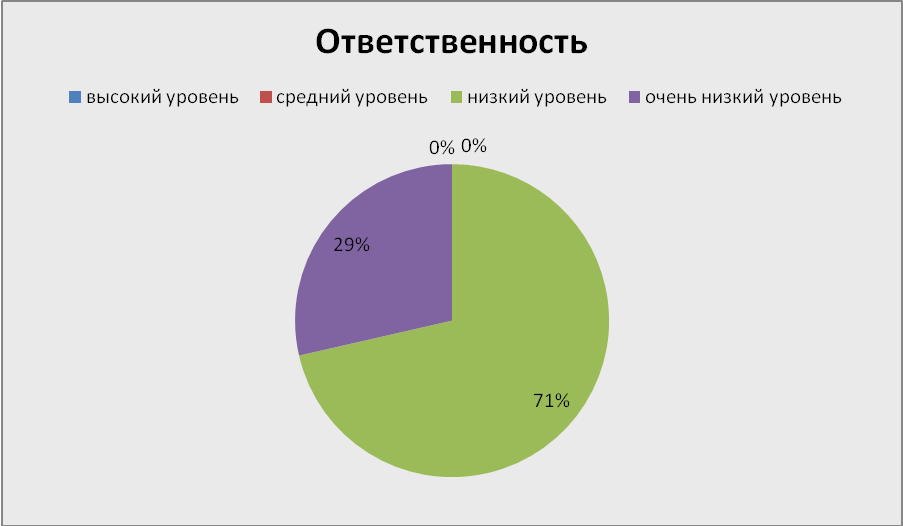 Ответственность
высокий уровень средний уровень низкий уровень очень низкий уровень
0% 0%
29%
71%